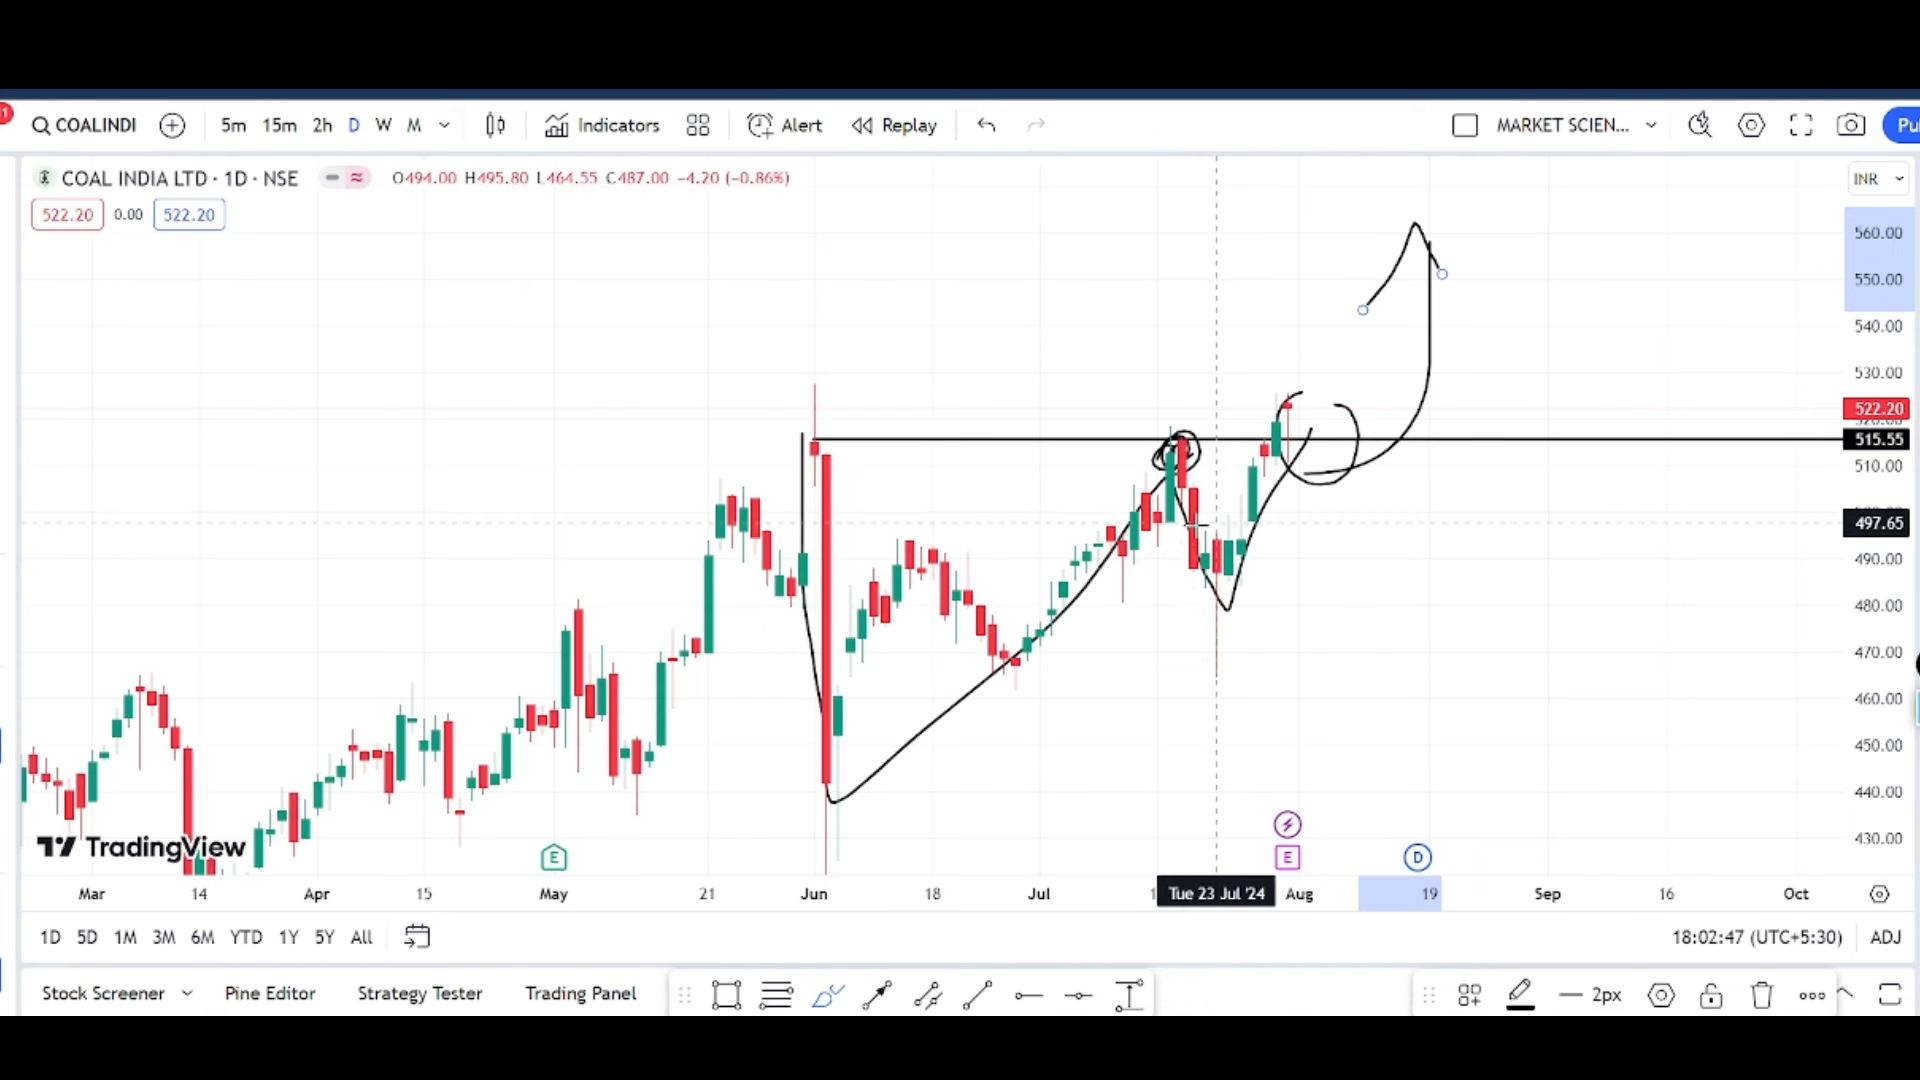 1
COALINDI 5m 15m 2h D W M Indicators Alert Replay MARKET SCIEN... Pu
COAL INDIA LTD · 1D · NSE O494.00 H495.80 L464.55 C487.00 −4.20 (−0.86%) INR
522.20 0.00 522.20
560.00
550.00
540.00
530.00
522.20
515.55
510.00
497.65
490.00
480.00
470.00
460.00
450.00
440.00
430.00
TradingView E E D
Mar 14 Apr 15 May 21 Jun 18 Jul Tue 23 Jul '24 Aug 19 Sep 16 Oct
1D 5D 1M 3M 6M YTD 1Y 5Y All 18:02:47 (UTC+5:30) ADJ
Stock Screener Pine Editor Strategy Tester Trading Panel 2px